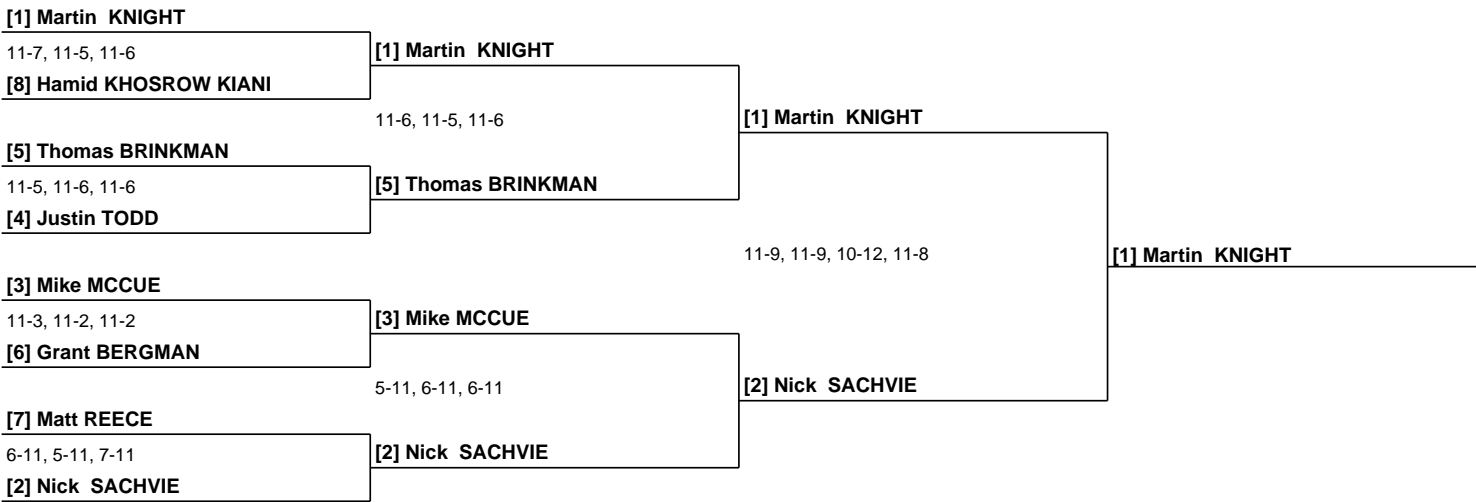 [1] Martin  KNIGHT
11-7, 11-5, 11-6
[8] Hamid KHOSROW KIANI
[5] Thomas BRINKMAN
11-5, 11-6, 11-6
[4] Justin TODD
[3] Mike MCCUE
11-3, 11-2, 11-2
[6] Grant BERGMAN
[7] Matt REECE
6-11, 5-11, 7-11
[2] Nick  SACHVIE
[1] Martin  KNIGHT
11-6, 11-5, 11-6
[5] Thomas BRINKMAN
[3] Mike MCCUE
5-11, 6-11, 6-11
[2] Nick  SACHVIE
[1] Martin  KNIGHT
11-9, 11-9, 10-12, 11-8
[2] Nick  SACHVIE
[1] Martin  KNIGHT